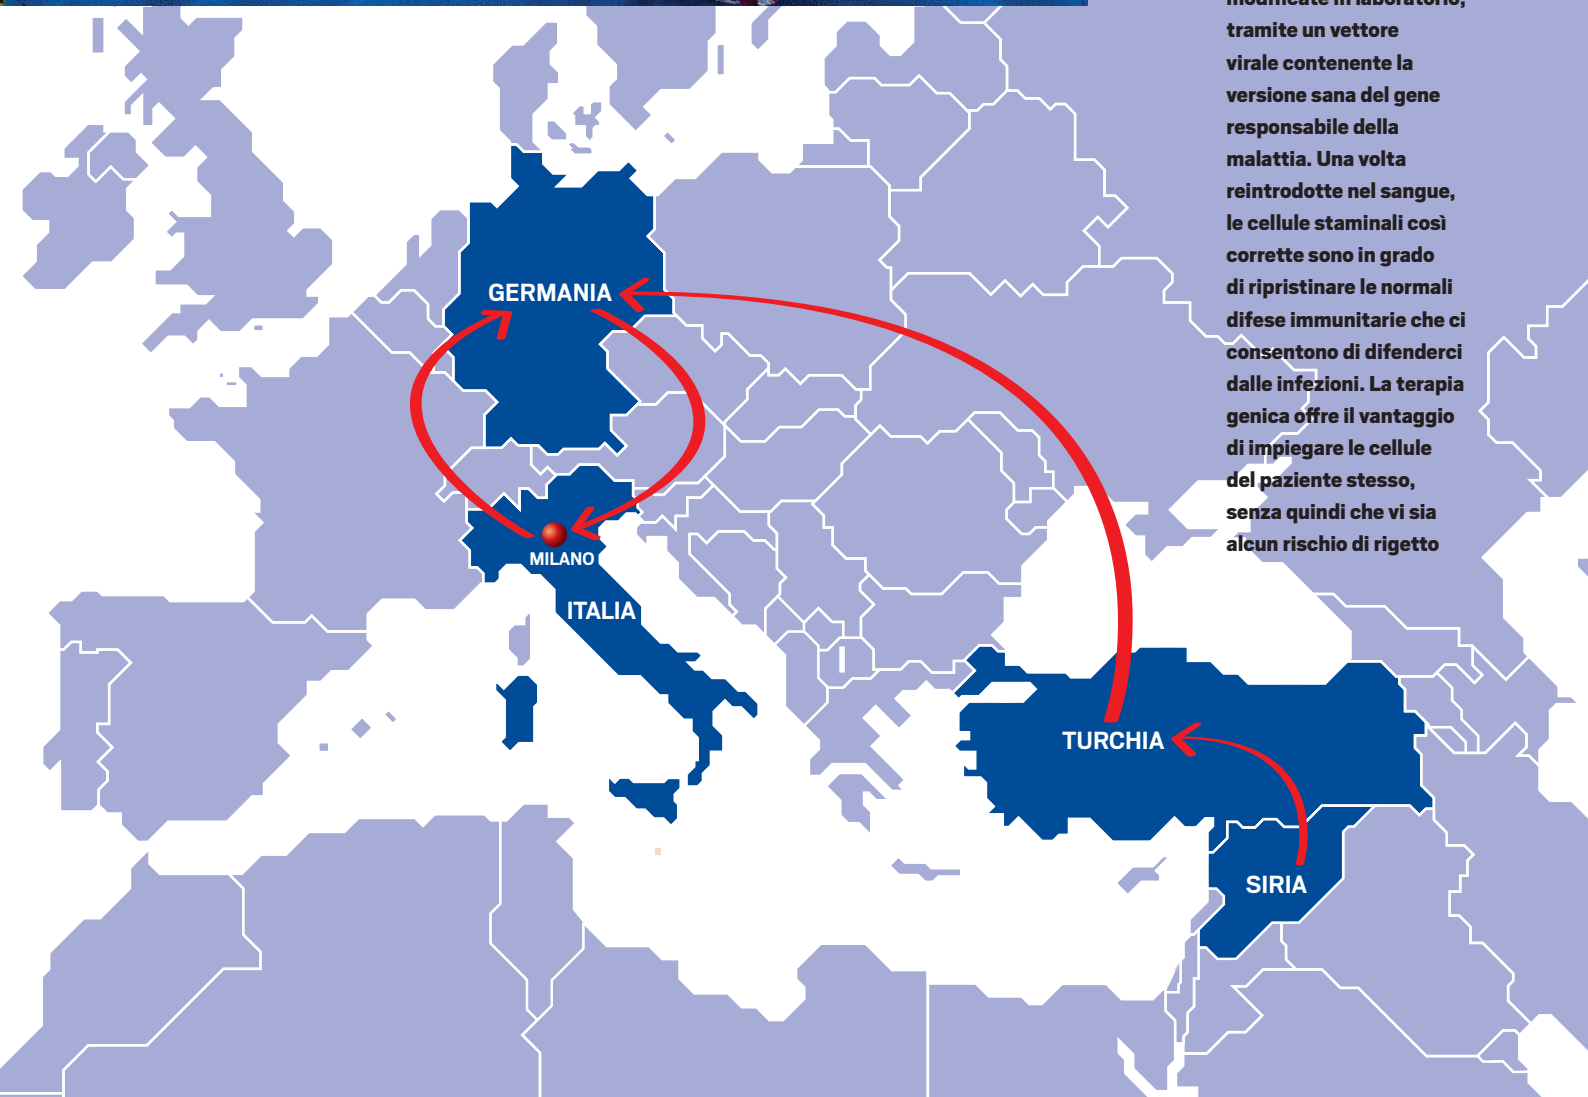 modificate in laboratorio,
tramite un vettore
virale contenente la
versione sana del gene
responsabile della
malattia. Una volta
reintrodotte nel sangue,
le cellule staminali così
corrette sono in grado
di ripristinare le normali
difese immunitarie che ci
consentono di difenderci
dalle infezioni. La terapia
genica offre il vantaggio
di impiegare le cellule
del paziente stesso,
senza quindi che vi sia
alcun rischio di rigetto
GERMANIA
MILANO
ITALIA
TURCHIA
SIRIA